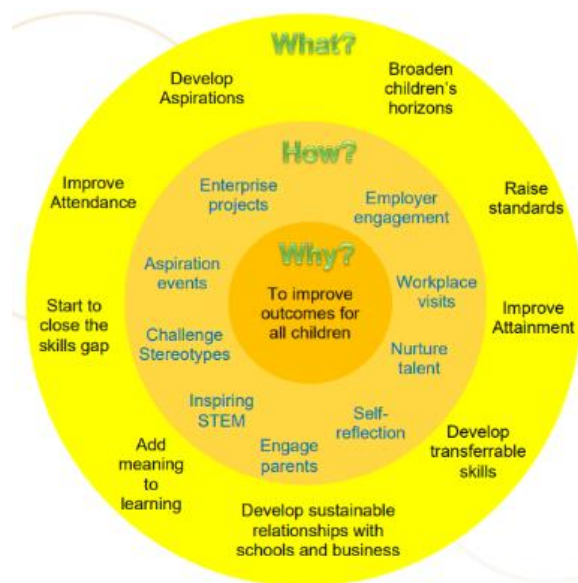 What?
Develop
Aspirations
Broaden
children's
horizons
Improve
Attendance
Raise
standards
Start to
close the
skills gap
Improve
Attainment
Add
meaning
to
learning
Develop
transferrable
skills
Develop sustainable
relationships with
schools and business
How?
Enterprise
projects
Employer
engagement
Aspiration
events
Workplace
visits
Challenge
Stereotypes
Nurture
talent
Inspiring
STEM
Self-
reflection
Engage
parents
Why?
To improve
outcomes for
all children